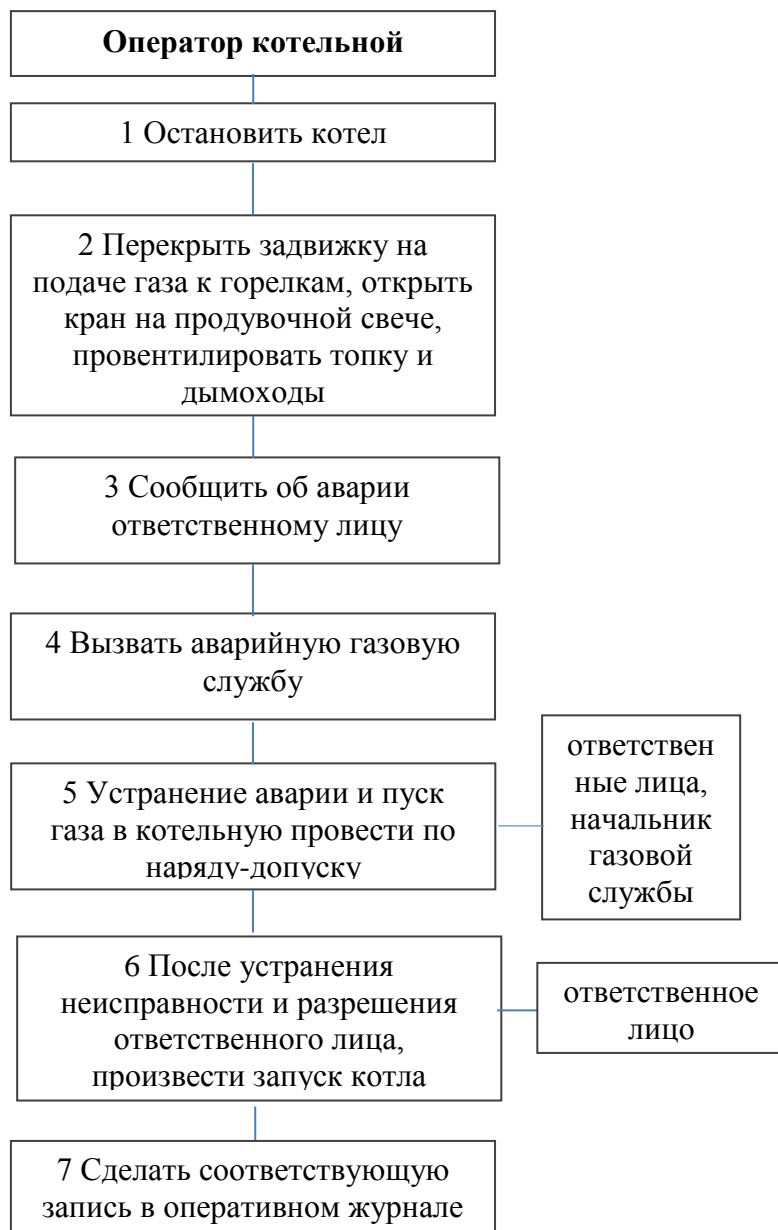 Оператор котельной
1 Остановить котел
2 Перекрыть задвижку на
подаче газа к горелкам, открыть
кран на продувочной свече,
провентилировать топку и
дымоходы
3 Сообщить об аварии
ответственному лицу
4 Вызвать аварийную газовую
службу
5 Устранение аварии и пуск
газа в котельную провести по
наряду-допуску
ответствен
ные лица,
начальник
газовой
службы
6 После устранения
неисправности и разрешения
ответственного лица,
произвести запуск котла
ответственное
лицо
7 Сделать соответствующую
запись в оперативном журнале